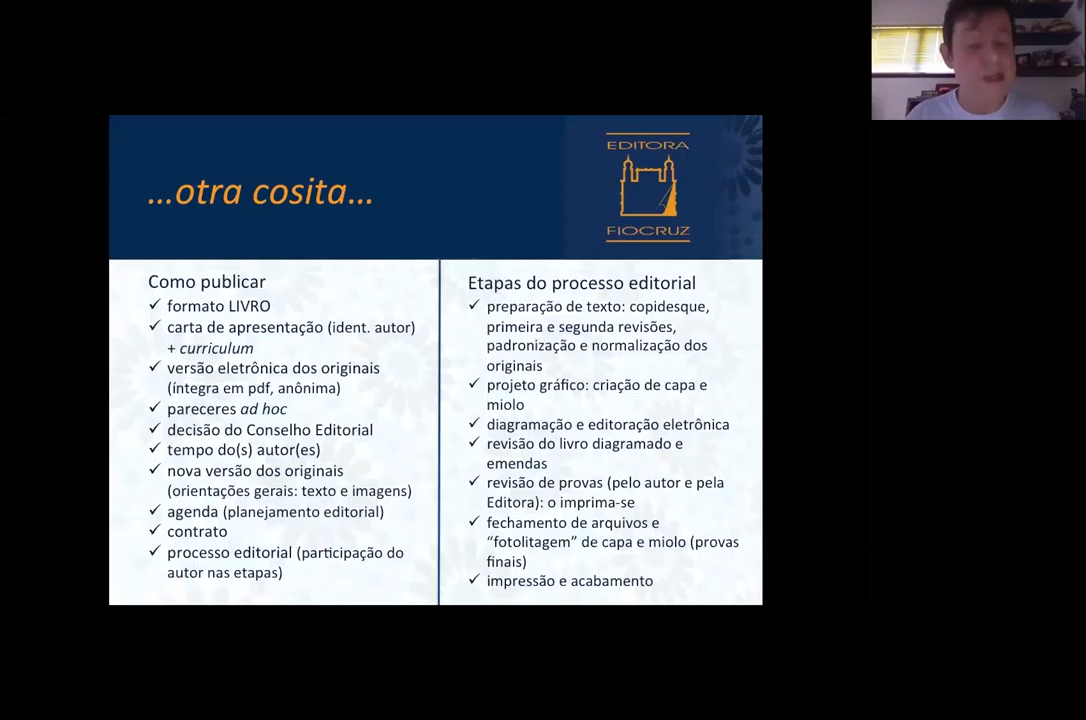 ...otra cosita...
EDITORA
FIOCRUZ
Como publicar
✓ formato LIVRO
✓ carta de apresentação (ident. autor)
+ curriculum
✓ versão eletrônica dos originais
(íntegra em pdf, anônima)
✓ pareceres ad hoc
✓ decisão do Conselho Editorial
✓ tempo do(s) autor(es)
✓ nova versão dos originais
(orientações gerais: texto e imagens)
✓ agenda (planejamento editorial)
✓ contrato
✓ processo editorial (participação do
autor nas etapas)
Etapas do processo editorial
✓ preparação de texto: copidesque,
primeira e segunda revisões,
padronização e normalização dos
originais
✓ projeto gráfico: criação de capa e
miolo
✓ diagramação e editoração eletrônica
✓ revisão do livro diagramado e
emendas
✓ revisão de provas (pelo autor e pela
Editora): o imprima-se
✓ fechamento de arquivos e
“fotolitagem” de capa e miolo (provas
finais)
✓ impressão e acabamento